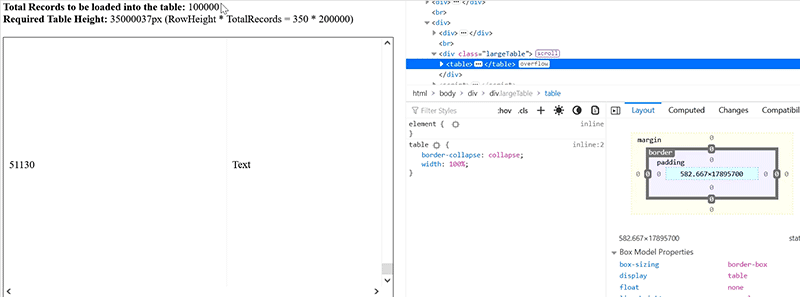 Total Records to be loaded into the table: 100000
Required Table Height: 35000037px (RowHeight * TotalRecords = 350 * 200000)
51130 Text
<div>
<div> ••• </div>
<br>
<div class="largeTable"> scroll
<table> ••• </table> overflow
</div>
html > body > div > div.largeTable > table
Filter Styles :hov .cls
element { inline
}
table { inline:2
border-collapse: collapse;
width: 100%;
}
Layout Computed Changes Compatibil
margin 0
border 0
padding 0
0 0 0 582.667×17895700 0 0 0
0
0
0
582.667×17895700 stat
Box Model Properties
box-sizing border-box
display table
float none